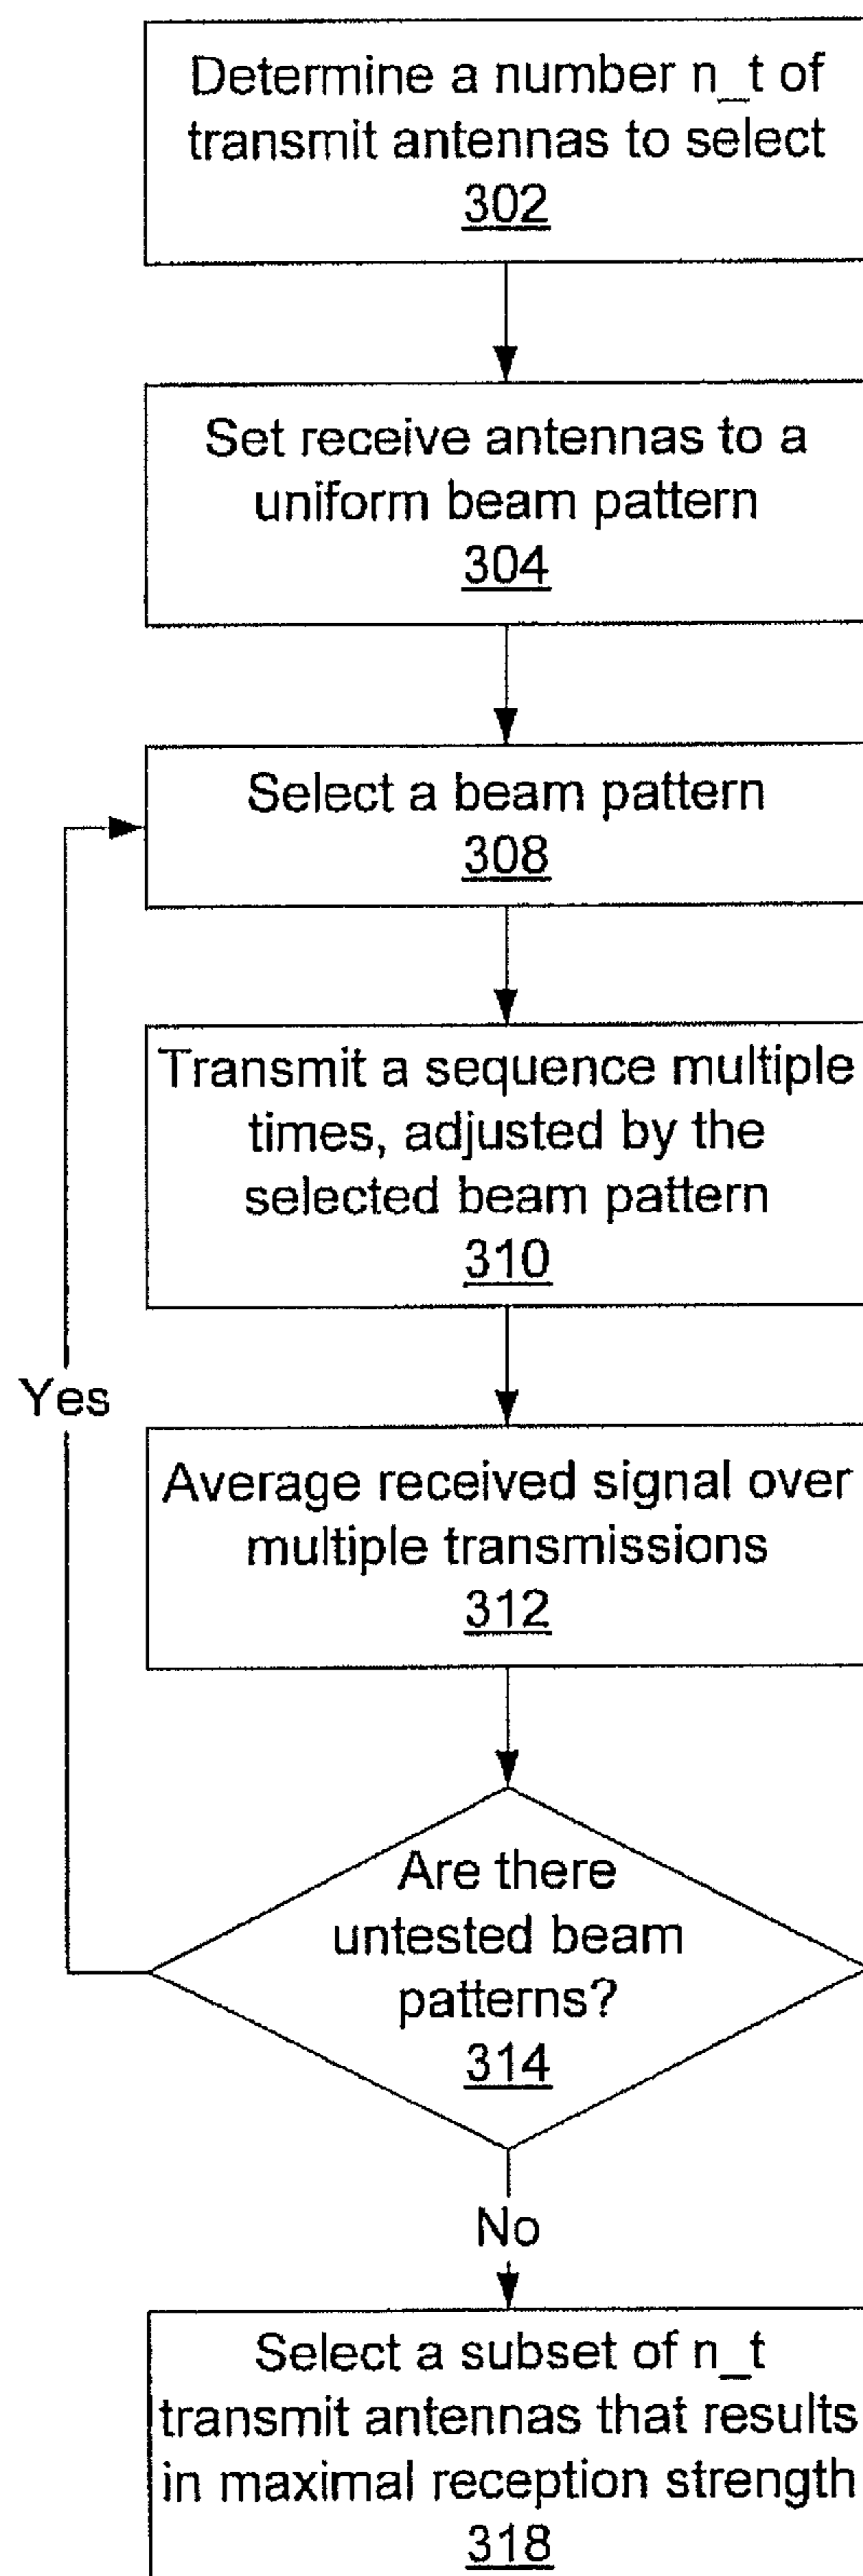 Determine a number n_t of
transmit antennas to select
302
Set receive antennas to a
uniform beam pattern
304
Select a beam pattern
308
Transmit a sequence multiple
times, adjusted by the
selected beam pattern
310
Yes
Average received signal over
multiple transmissions
312
Are there
untested beam
patterns?
314
No
Select a subset of n_t
transmit antennas that results
in maximal reception strength
318